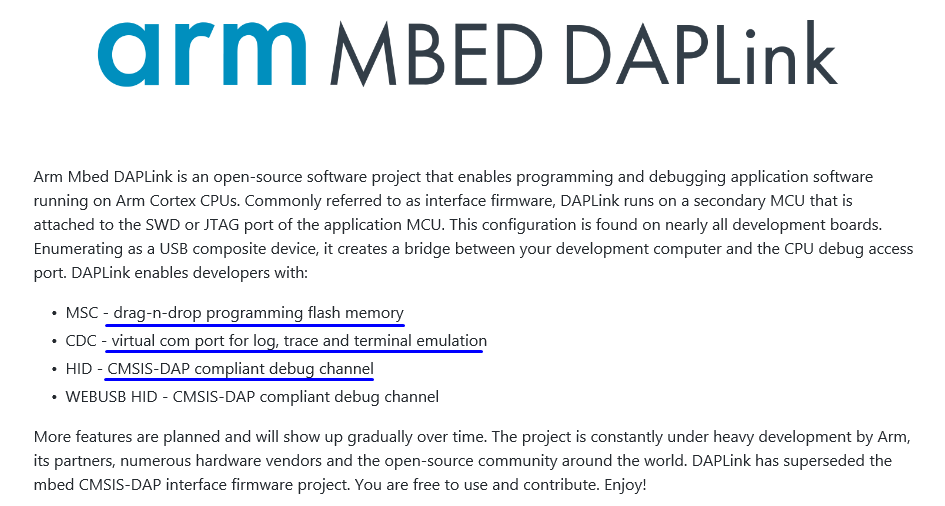 arm MBED DAPLink
Arm Mbed DAPLink is an open-source software project that enables programming and debugging application software
running on Arm Cortex CPUs. Commonly referred to as interface firmware, DAPLink runs on a secondary MCU that is
attached to the SWD or JTAG port of the application MCU. This configuration is found on nearly all development boards.
Enumerating as a USB composite device, it creates a bridge between your development computer and the CPU debug access
port. DAPLink enables developers with:
• MSC - drag-n-drop programming flash memory
• CDC - virtual com port for log, trace and terminal emulation
• HID - CMSIS-DAP compliant debug channel
• WEBUSB HID - CMSIS-DAP compliant debug channel
More features are planned and will show up gradually over time. The project is constantly under heavy development by Arm,
its partners, numerous hardware vendors and the open-source community around the world. DAPLink has superseded the
mbed CMSIS-DAP interface firmware project. You are free to use and contribute. Enjoy!